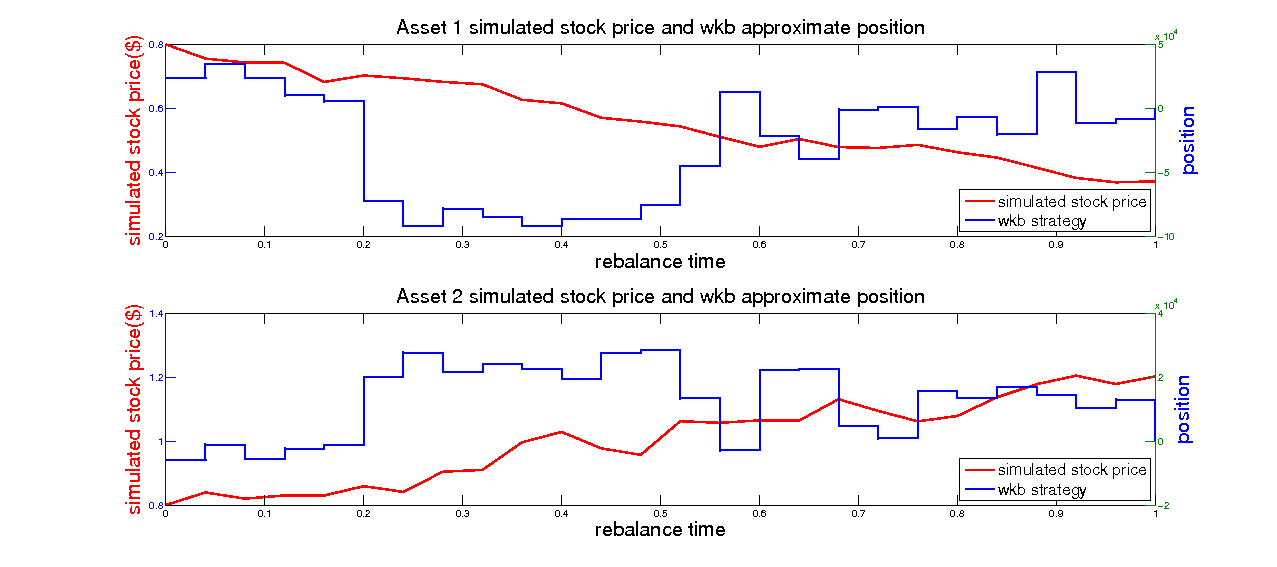 Asset 1 simulated stock price and wkb approximate position
x 10^4
0.8
0.6
0.4
0.2
simulated stock price($)
5
0
-5
-10
position
simulated stock price
wkb strategy
0 0.1 0.2 0.3 0.4 0.5 0.6 0.7 0.8 0.9 1
rebalance time
Asset 2 simulated stock price and wkb approximate position
x 10^4
1.4
1.2
1
0.8
simulated stock price($)
4
2
0
-2
position
simulated stock price
wkb strategy
0 0.1 0.2 0.3 0.4 0.5 0.6 0.7 0.8 0.9 1
rebalance time